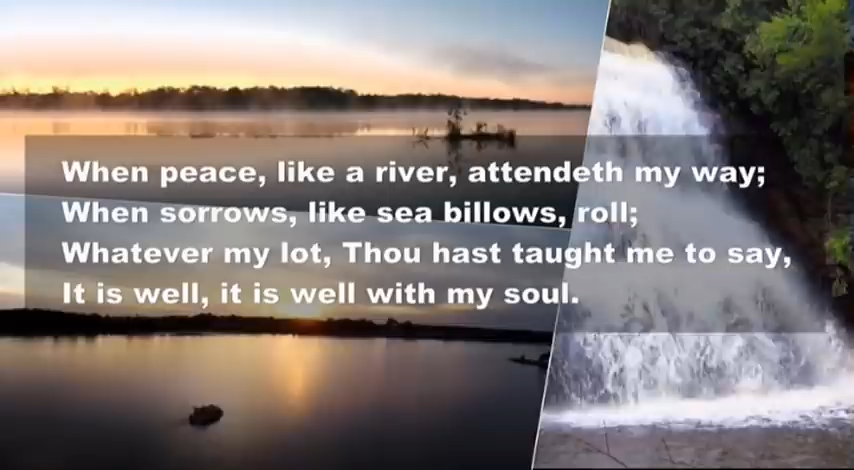 When peace, like a river, attendeth my way;
When sorrows, like sea billows, roll;
Whatever my lot, Thou hast taught me to say,
It is well, it is well with my soul.